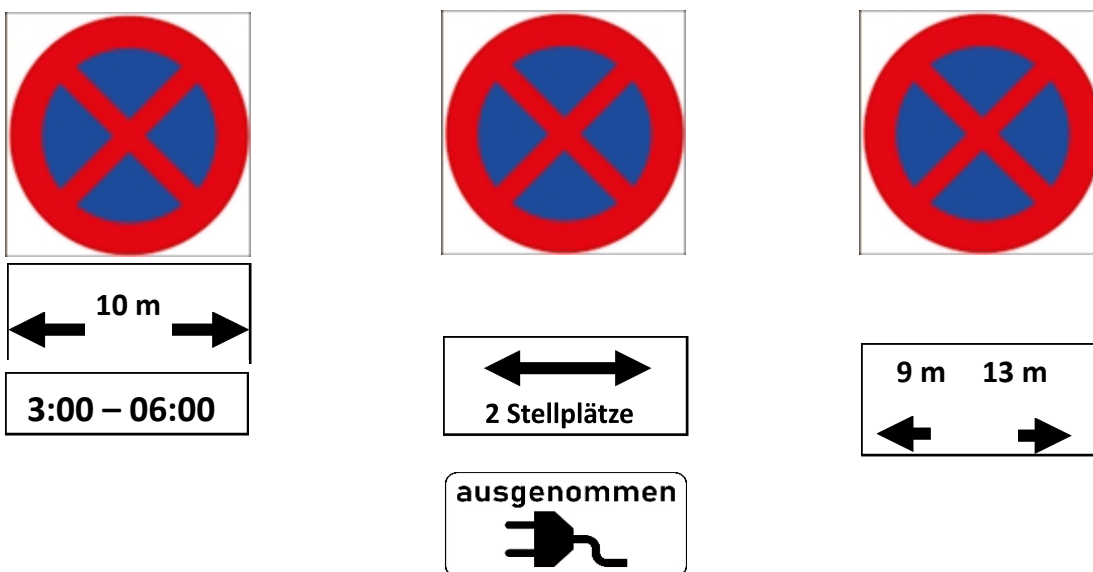 10 m
3:00 – 06:00
2 Stellplätze
ausgenommen
9 m 13 m